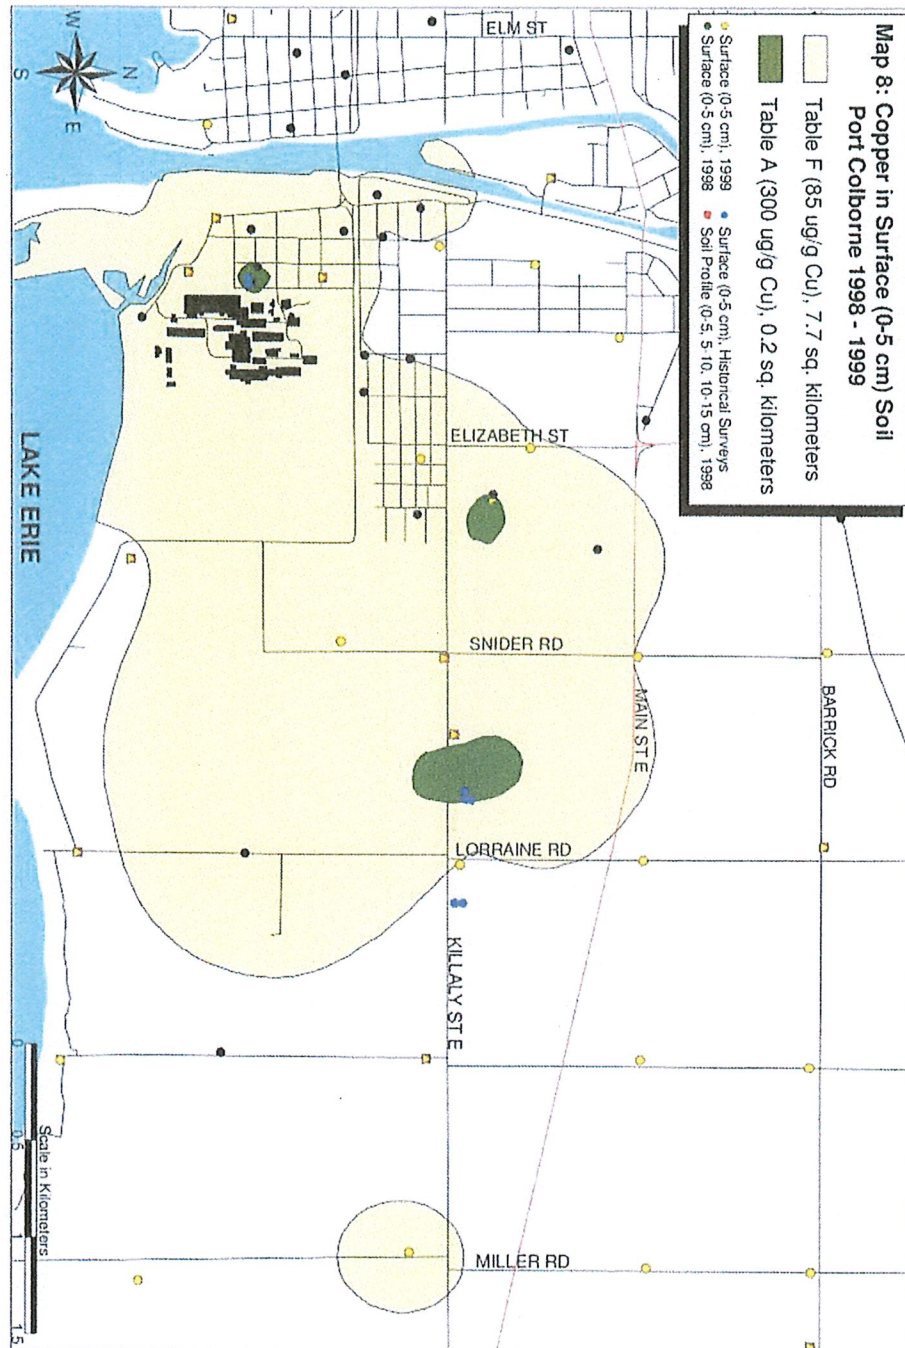 Map 8: Copper in Surface (0-5 cm) Soil
Port Colborne 1998 - 1999
Table F (85 ug/g Cu), 7.7 sq. kilometers
Table A (300 ug/g Cu), 0.2 sq. kilometers
Surface (0-5 cm), 1999
Surface (0-5 cm), Historical Surveys
Surface (0-5 cm), 1998
Soil Profile (0-5, 5-10, 10-15 cm), 1998
ELM ST
ELIZABETH ST
SNIDER RD
LORRAINE RD
MILLER RD
BARRICK RD
MAIN ST E
KILLALY ST E
LAKE ERIE
N
E
S
W
0
0.5
1
1.5
Scale in Kilometers